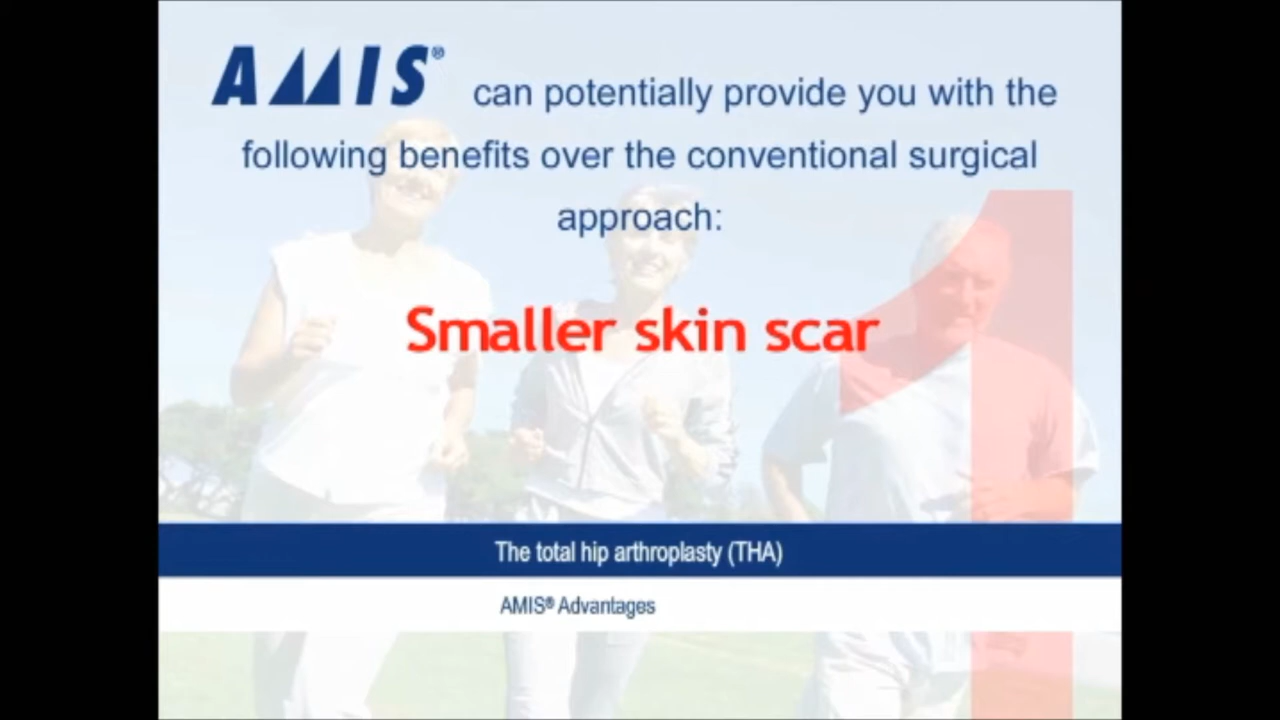 AMIS® can potentially provide you with the
following benefits over the conventional surgical
approach:
Smaller skin scar
1
The total hip arthroplasty (THA)
AMIS® Advantages